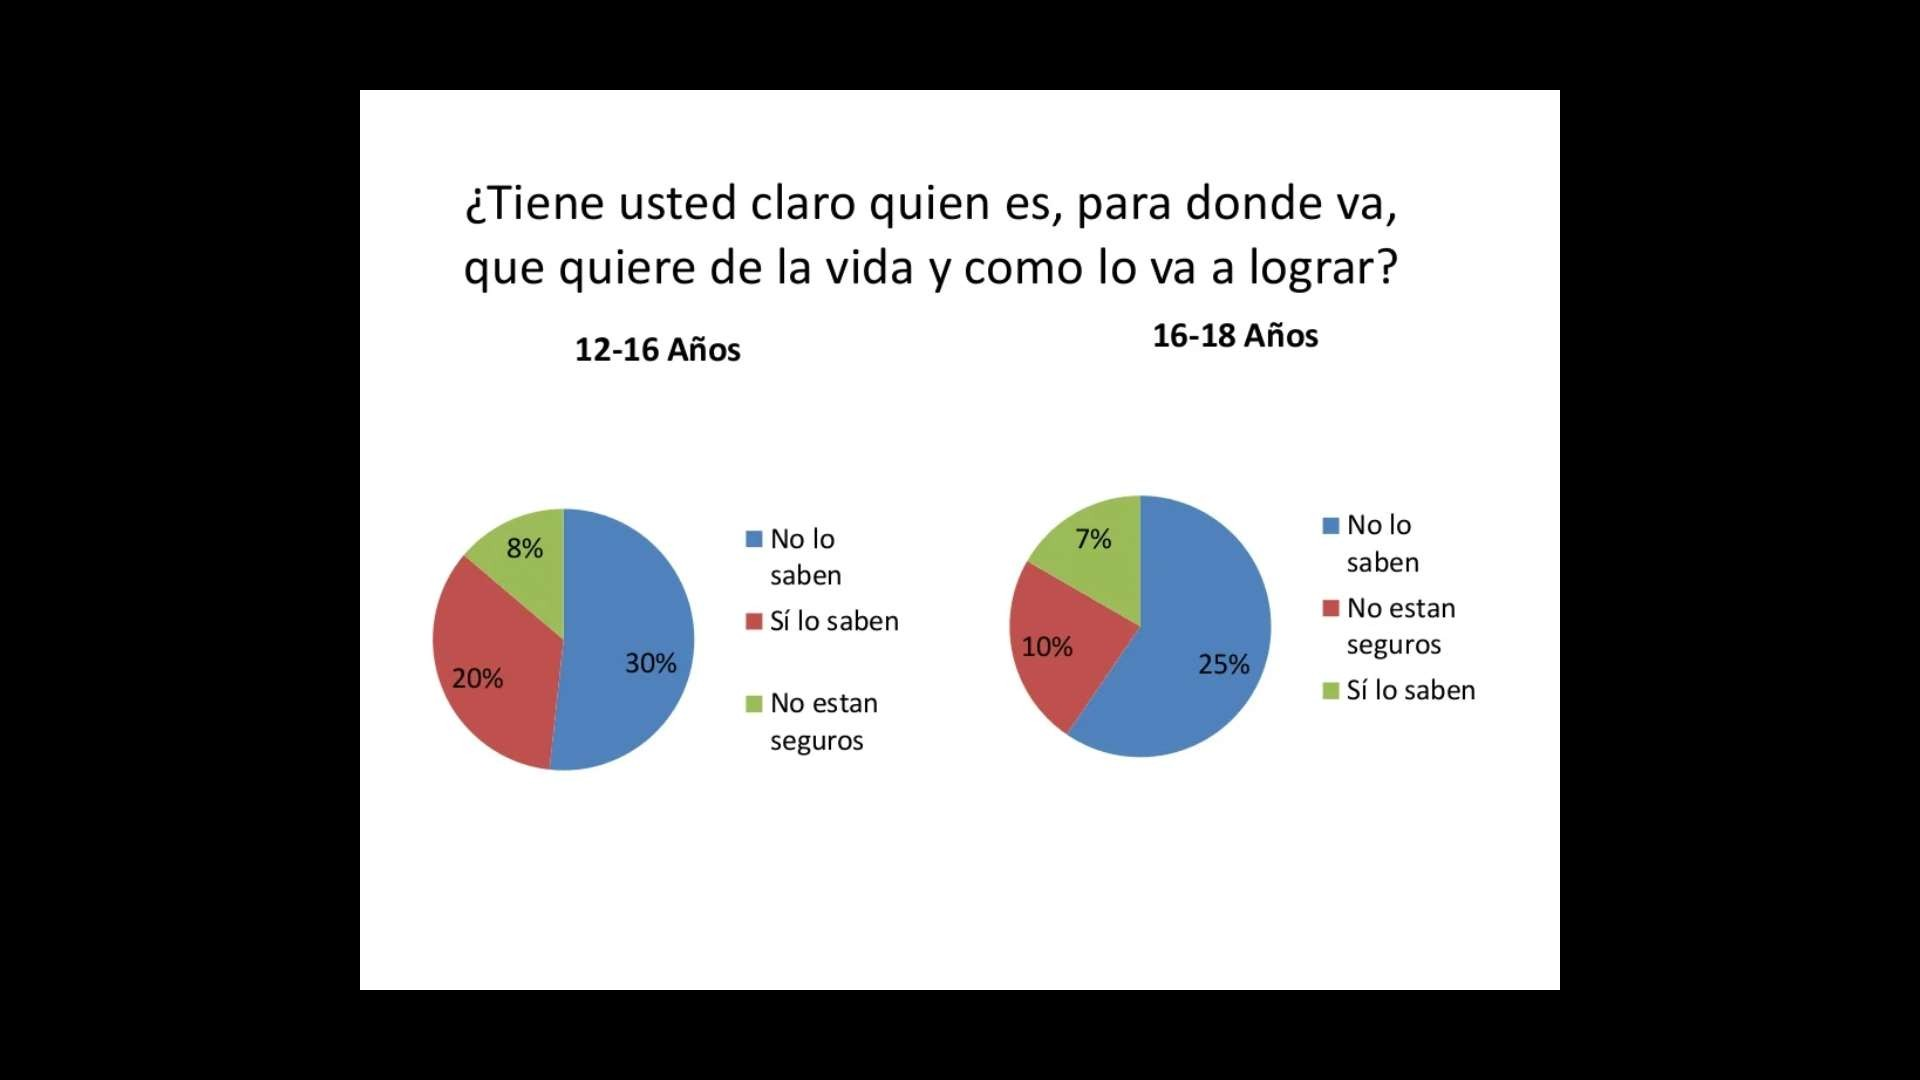 ¿Tiene usted claro quien es, para donde va,
que quiere de la vida y como lo va a lograr?
12-16 Años
8%
20%
30%
No lo
saben
Sí lo saben
No estan
seguros
16-18 Años
7%
10%
25%
No lo
saben
No estan
seguros
Sí lo saben